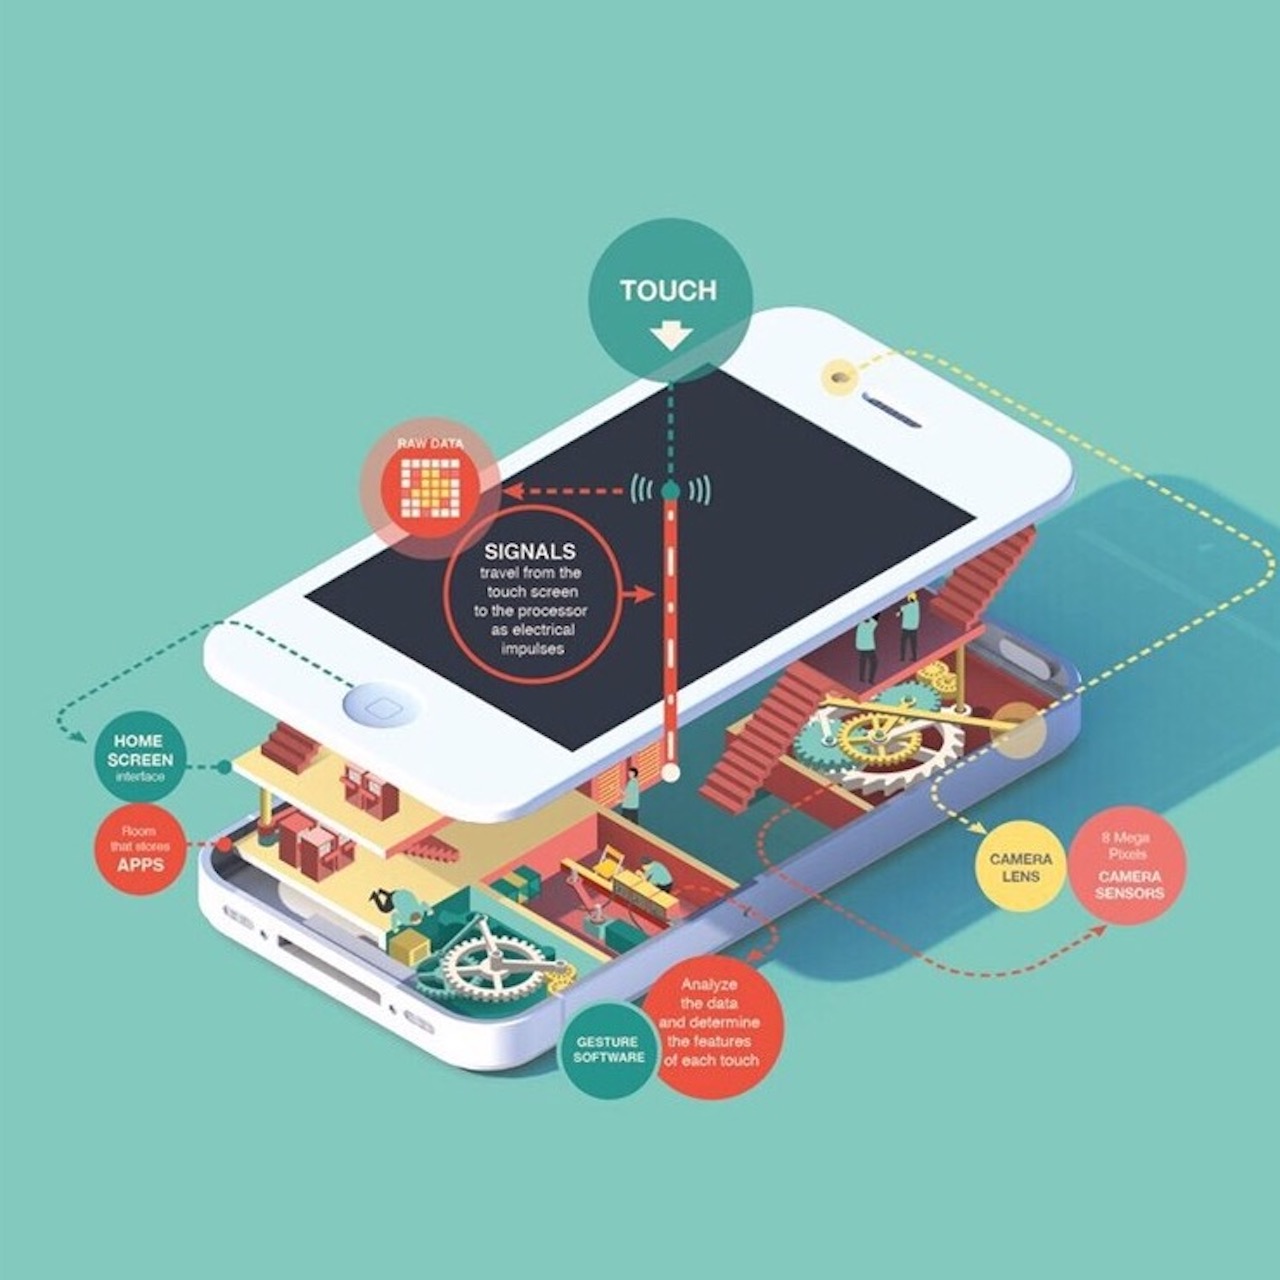 TOUCH
RAW DATA
SIGNALS
travel from the
touch screen
to the processor
as electrical
impulses
HOME
SCREEN
interface
Room
that stores
APPS
CAMERA
LENS
8 Mega
Pixels
CAMERA
SENSORS
GESTURE
SOFTWARE
Analyze
the data
and determine
the features
of each touch